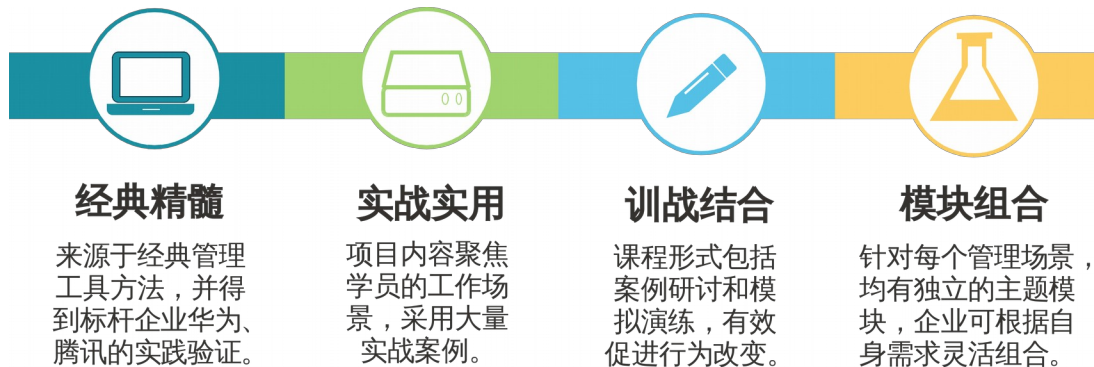 经典精髓
来源于经典管理
工具方法，并得
到标杆企业华为、
腾讯的实践验证。
实战实用
项目内容聚焦
学员的工作场
景，采用大量
实战案例。
训战结合
课程形式包括
案例研讨和模
拟演练，有效
促进行为改变。
模块组合
针对每个管理场景，
均有独立的主题模
块，企业可根据自
身需求灵活组合。